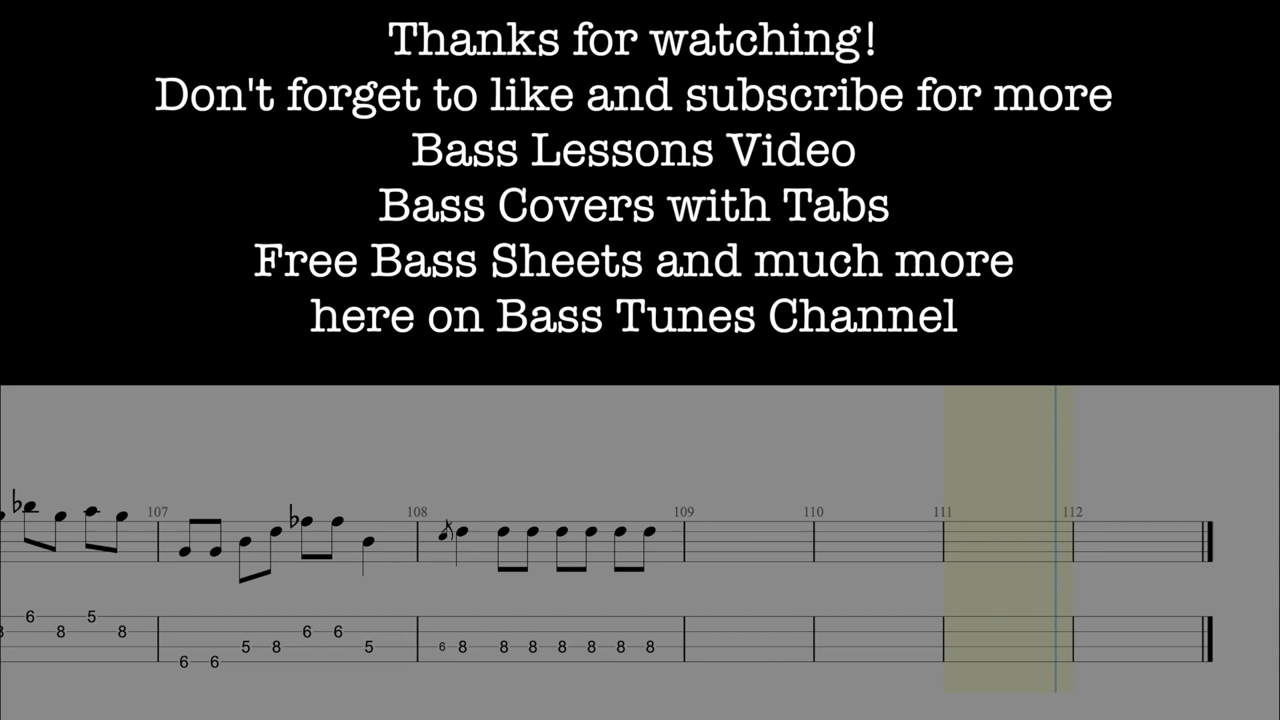 Thanks for watching!
Don't forget to like and subscribe for more
Bass Lessons Video
Bass Covers with Tabs
Free Bass Sheets and much more
here on Bass Tunes Channel
107 108 109 110 111 112
6 5
8 8 6 6
5 8 5 6 8 8 8 8 8 8 8
6 6